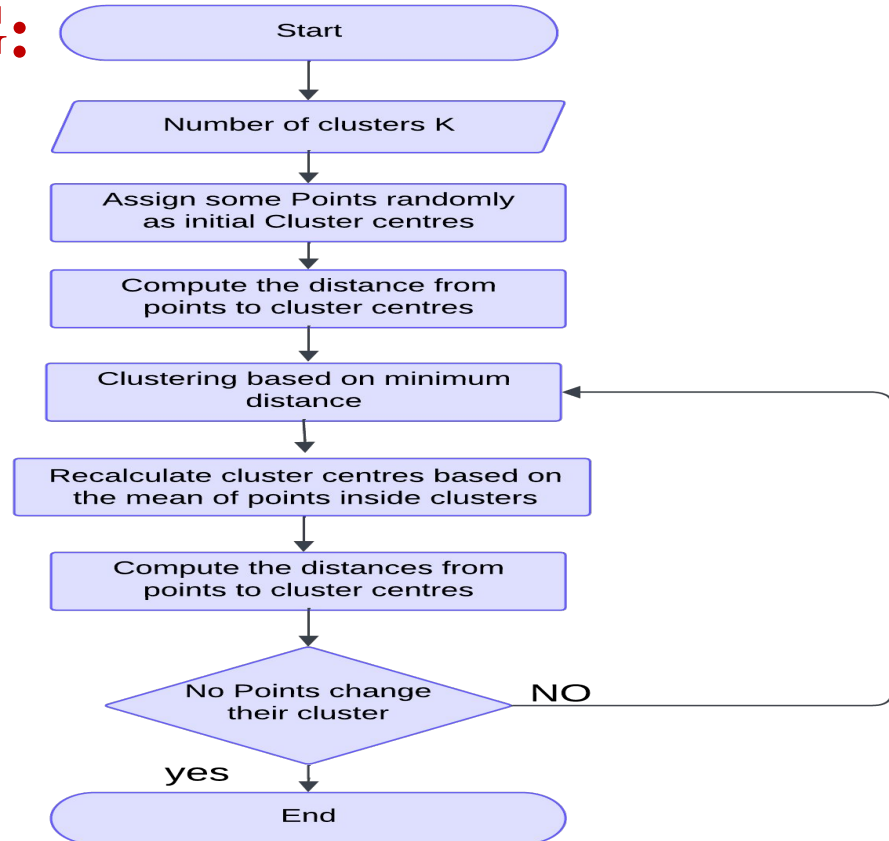 :
Start
Number of clusters K
Assign some Points randomly
as initial Cluster centres
Compute the distance from
points to cluster centres
Clustering based on minimum
distance
Recalculate cluster centres based on
the mean of points inside clusters
Compute the distances from
points to cluster centres
No Points change
their cluster
NO
yes
End